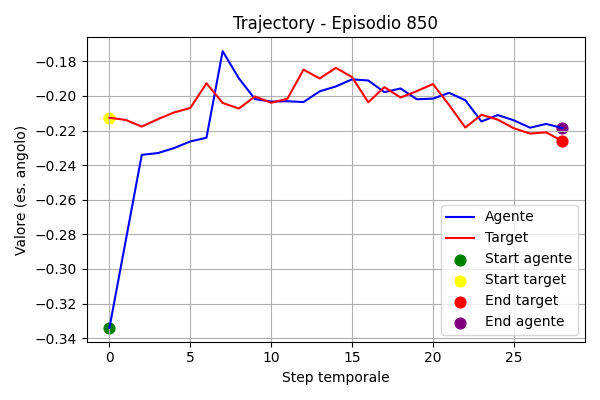 Trajectory - Episodio 850
Valore (es. angolo)
−0.18
−0.20
−0.22
−0.24
−0.26
−0.28
−0.30
−0.32
−0.34
Agente
Target
Start agente
Start target
End target
End agente
0 5 10 15 20 25
Step temporale